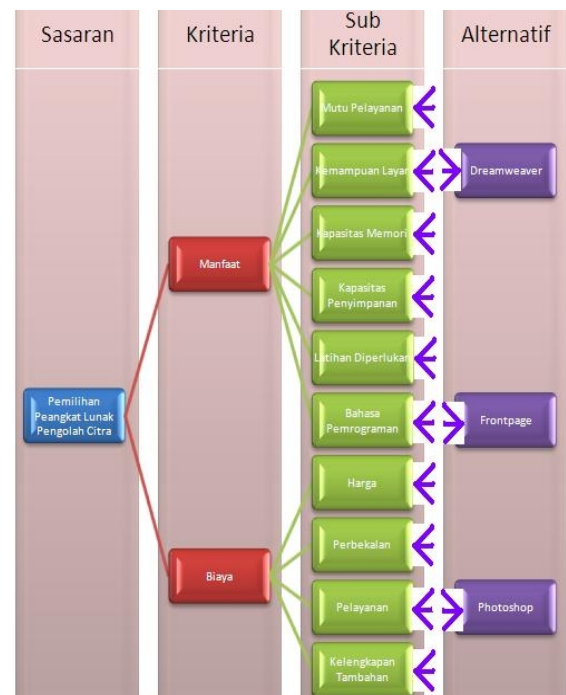 Sasaran
Kriteria
Sub
Kriteria
Alternatif
Mutu Pelayanan
Kemampuan Layar
Dreamweaver
Kapasitas Memori
Manfaat
Kapasitas
Penyimpanan
Latihan Diperlukan
Pemilihan
Peangkat Lunak
Pengolah Citra
Bahasa
Pemrograman
Frontpage
Harga
Perbekalan
Biaya
Pelayanan
Photoshop
Kelengkapan
Tambahan